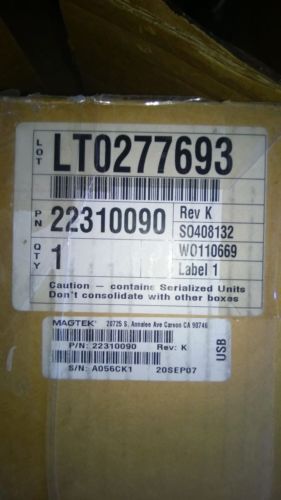 LOT LT0277693
PN 22310090 Rev K
SO408132
QTY 1 WO110669
Label 1
Caution – contains Serialized Units
Don't consolidate with other boxes
MAGTEK 20725 S. Annalee Ave Carson CA 90746
P/N: 22310090 Rev: K
S/N: A056CK1 20SEP07
USB